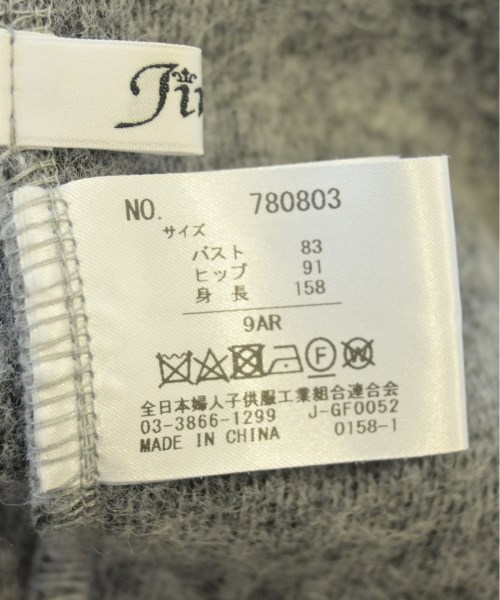 NO. 780803
サイズ
バスト 83
ヒップ 91
身長 158
9AR
F W
全日本婦人子供服工業組合連合会
03-3866-1299 J-GF0052
MADE IN CHINA 0158-1